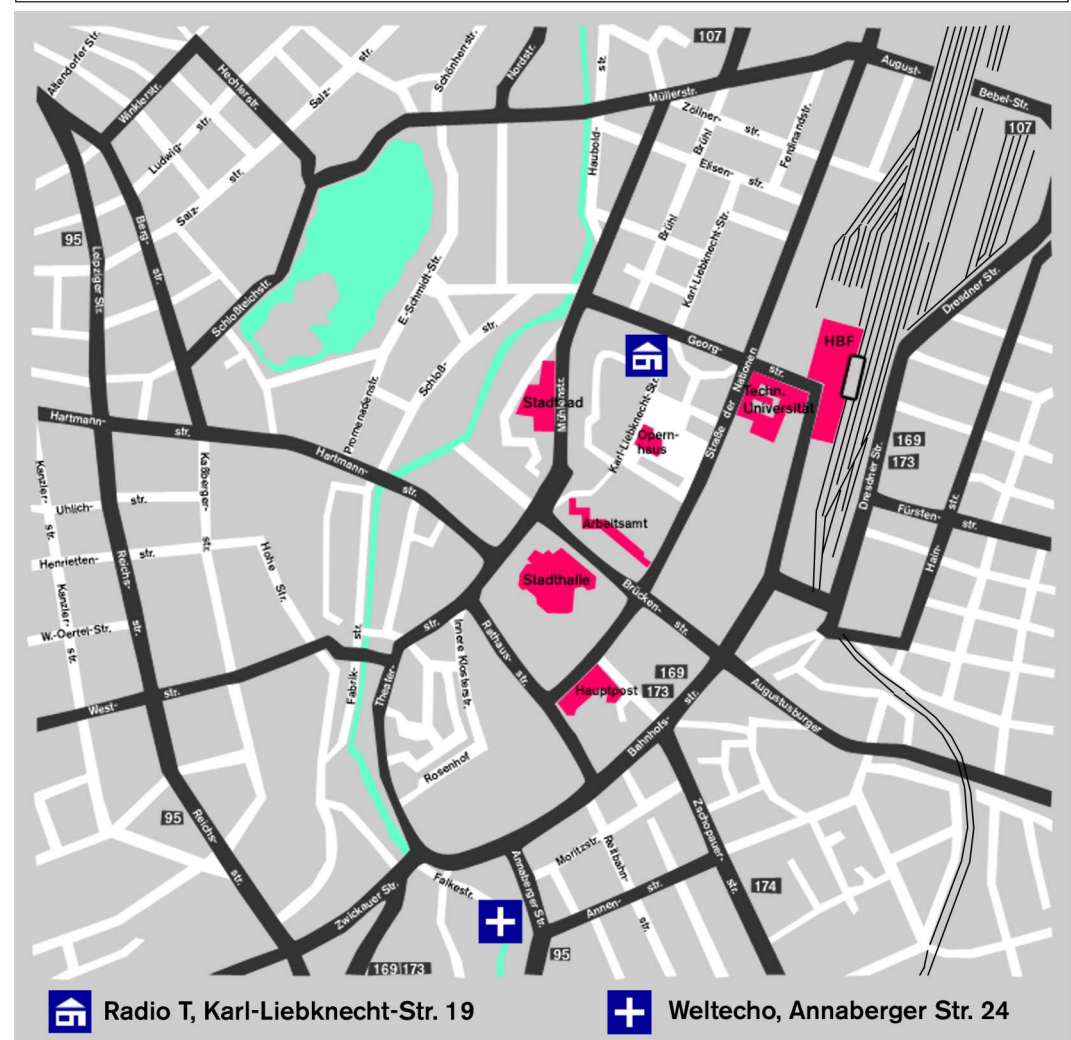 107
Altendorfer Str.
Winklerstr.
Hechlerstr.
Salz-
str.
Schönherrstr.
Nordstr.
str.
Haubold-
Müllerstr.
August-
Bebel-Str.
107
Zöllner-
str.
Brühl
Ferdinandstr.
Elisen-
str.
Ludwig-
str.
Salz-
str.
Berg-
str.
95
Leipziger Str.
Schloßteichstr.
E.-Schmidt-Str.
Schloß-
str.
Promenadenstr.
Brühl
Karl-Liebknecht-Str.
Georg-
str.
Dresdner Str.
HBF
Techn.
Universität
Straße der Nationen
Stadtbad
Mühlenstr.
Karl-Liebknecht-Str.
Opern-
haus
Hartmann-
str.
Hartmann-
str.
Dresdner Str.
169
173
Fürsten-
str.
Hain-
str.
Kanzler-
str.
Uhlich-
str.
Kaßberger-
str.
Henrietten-
str.
Hohe
Str.
Kanzler-
str.
W.-Oertel-Str.
Reichs-
str.
Arbeitsamt
Stadthalle
Brücken-
str.
Rathaus-
str.
Innere Klosterstr.
str.
Theater-
str.
Fabrik-
West-
str.
Hauptpost
169
173
Bahnhofs-
str.
Augustusburger
Rosenhof
95
Reichs-
str.
Zschopauer-
str.
174
Moritzstr.
Reitbahn-
str.
Annen-
str.
Annaberger Str.
Falkestr.
Zwickauer Str.
169 173
95
Radio T, Karl-Liebknecht-Str. 19
Weltecho, Annaberger Str. 24